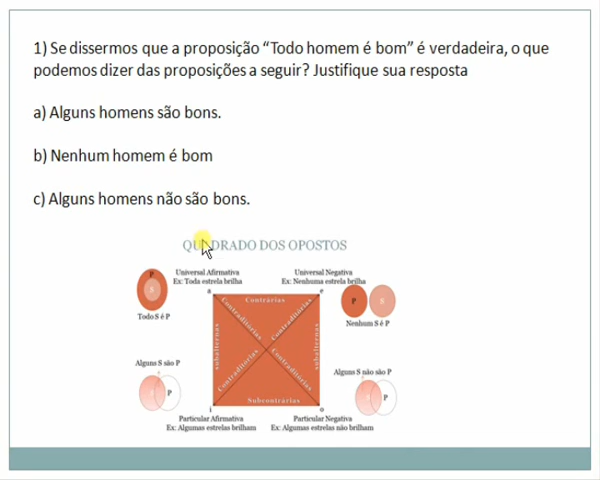 1) Se dissermos que a proposição “Todo homem é bom” é verdadeira, o que
podemos dizer das proposições a seguir? Justifique sua resposta
a) Alguns homens são bons.
b) Nenhum homem é bom
c) Alguns homens não são bons.
QUADRADO DOS OPOSTOS
Universal Afirmativa
Ex: Toda estrela brilha
Universal Negativa
Ex: Nenhuma estrela brilha
P
S
Todo S é P
a
e
Contrárias
P
S
Nenhum S é P
Contraditórias
Contraditórias
subalternas
subalternas
Contraditórias
Contraditórias
Alguns S são P
P
Alguns S não são P
S
P
Subcontrárias
i
o
Particular Afirmativa
Ex: Algumas estrelas brilham
Particular Negativa
Ex: Algumas estrelas não brilham